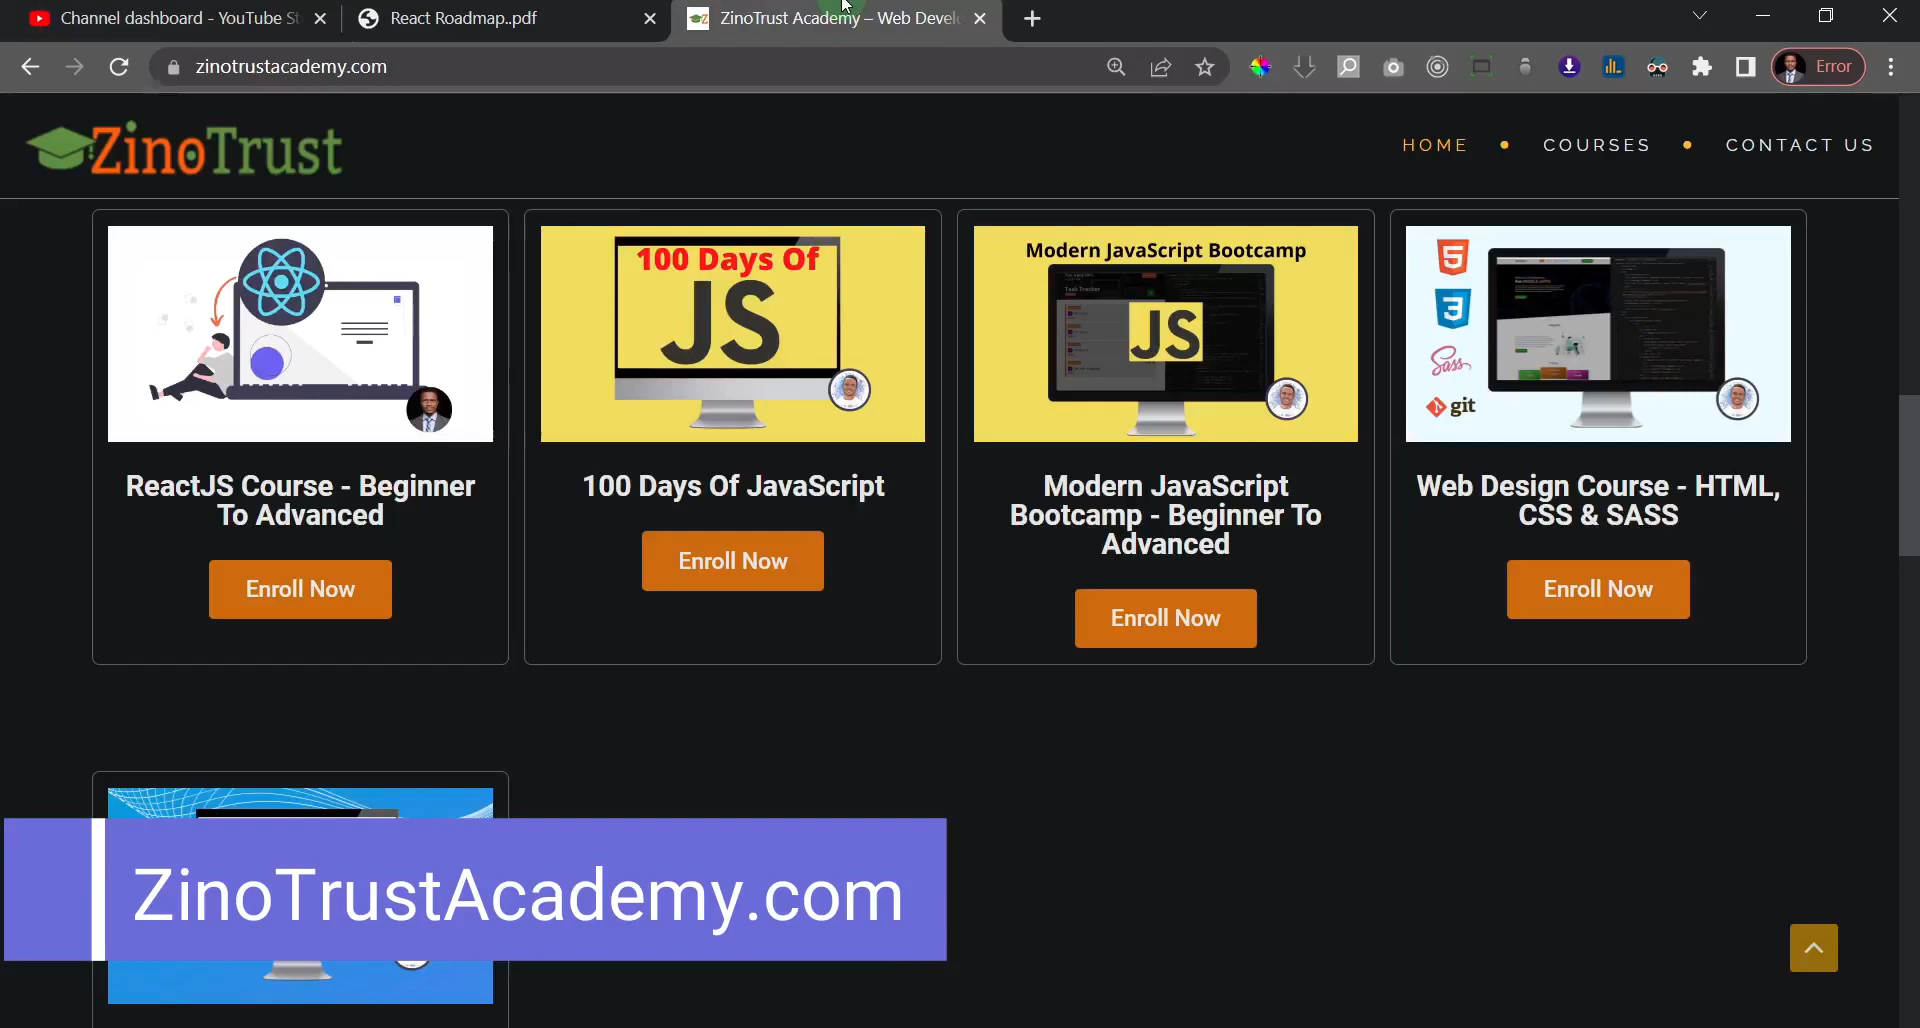 Channel dashboard - YouTube St
React Roadmap..pdf
ZinoTrust Academy – Web Devel
zinotrustacademy.com
Error
ZinoTrust
HOME
COURSES
CONTACT US
100 Days Of
JS
Modern JavaScript Bootcamp
JS
5
3
Sass
git
ReactJS Course - Beginner
To Advanced
Enroll Now
100 Days Of JavaScript
Enroll Now
Modern JavaScript
Bootcamp - Beginner To
Advanced
Enroll Now
Web Design Course - HTML,
CSS & SASS
Enroll Now
ZinoTrustAcademy.com